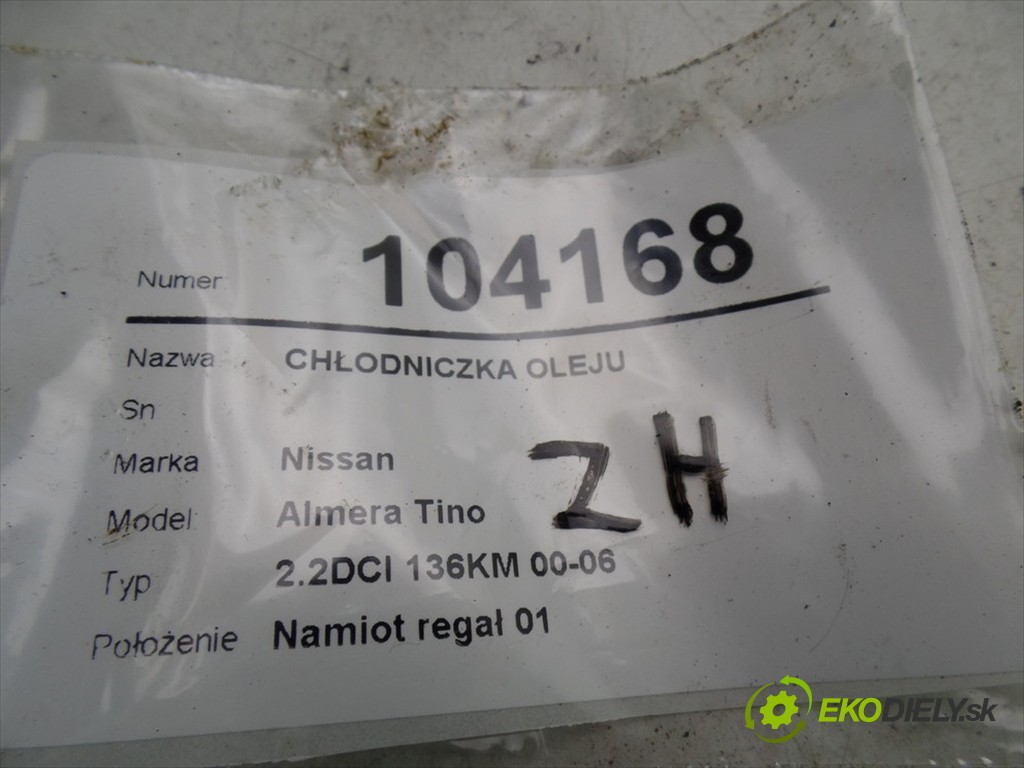 Numer 104168
Nazwa CHŁODNICZKA OLEJU
Sn
Marka Nissan
Model Almera Tino
ZH
Typ 2.2DCI 136KM 00-06
Położenie Namiot regał 01
EKODIELY.sk